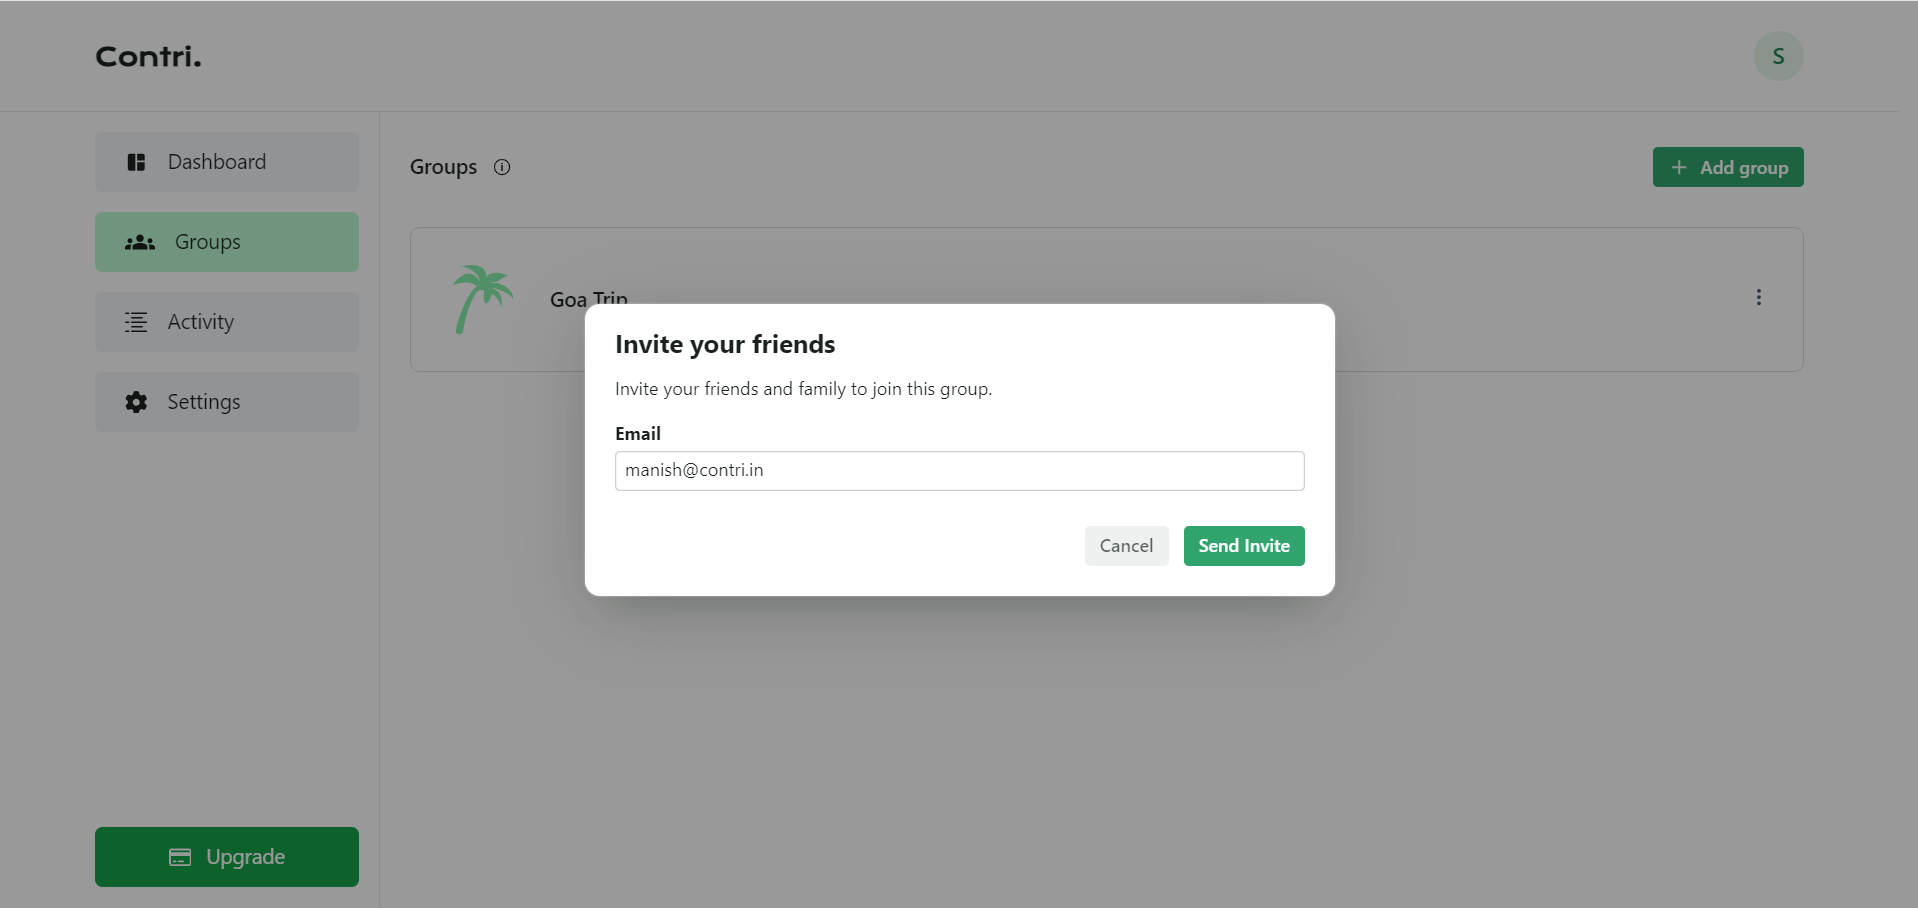 Contri.
S
Dashboard
Groups
Activity
Settings
Upgrade
Groups
Add group
Goa Trip
Invite your friends
Invite your friends and family to join this group.
Email
manish@contri.in
Cancel
Send Invite